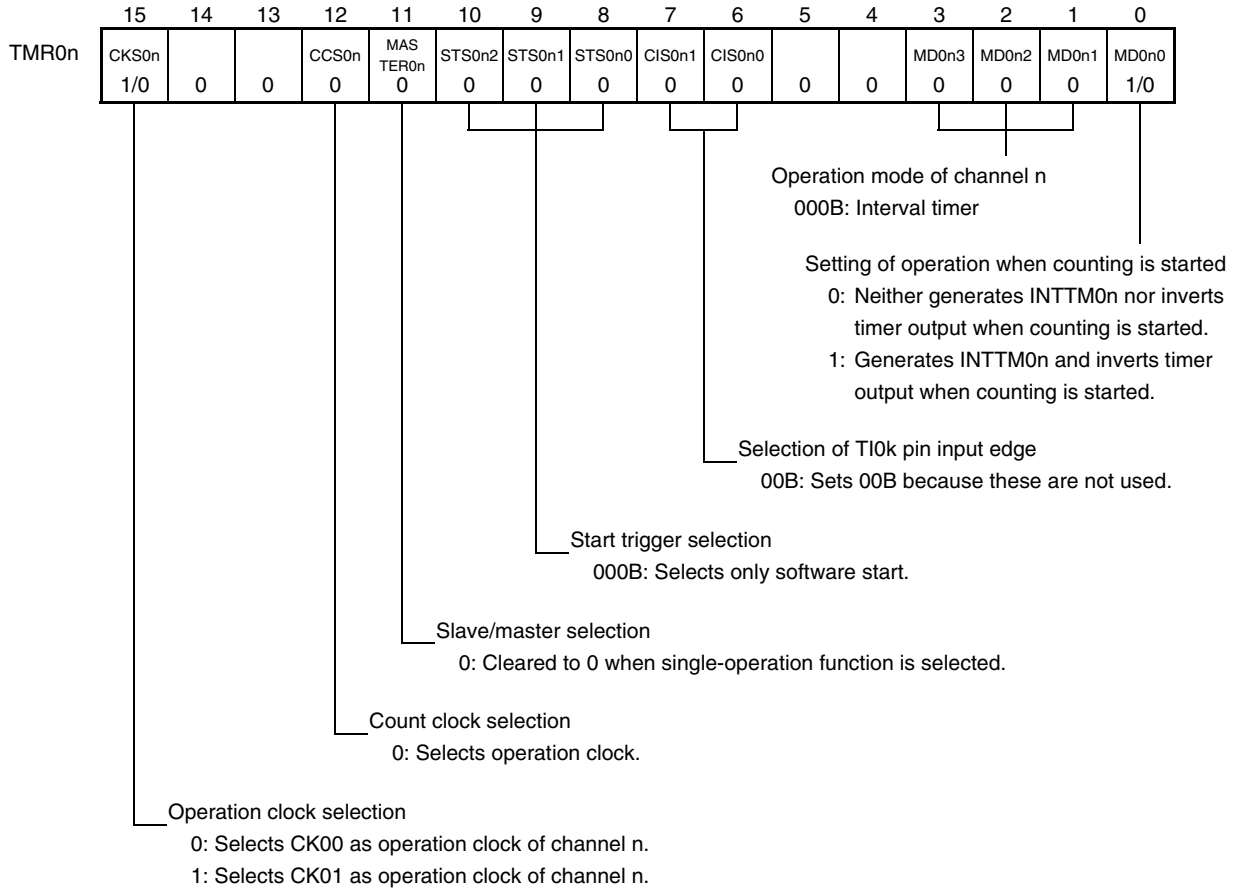 15 14 13 12 11 10 9 8 7 6 5 4 3 2 1 0
TMR0n
CKS0n CCS0n MAS TER0n STS0n2 STS0n1 STS0n0 CIS0n1 CIS0n0 MD0n3 MD0n2 MD0n1 MD0n0
1/0 0 0 0 0 0 0 0 0 0 0 0 0 0 0 1/0
Operation mode of channel n
000B: Interval timer
Setting of operation when counting is started
0: Neither generates INTTM0n nor inverts
timer output when counting is started.
1: Generates INTTM0n and inverts timer
output when counting is started.
Selection of TI0k pin input edge
00B: Sets 00B because these are not used.
Start trigger selection
000B: Selects only software start.
Slave/master selection
0: Cleared to 0 when single-operation function is selected.
Count clock selection
0: Selects operation clock.
Operation clock selection
0: Selects CK00 as operation clock of channel n.
1: Selects CK01 as operation clock of channel n.